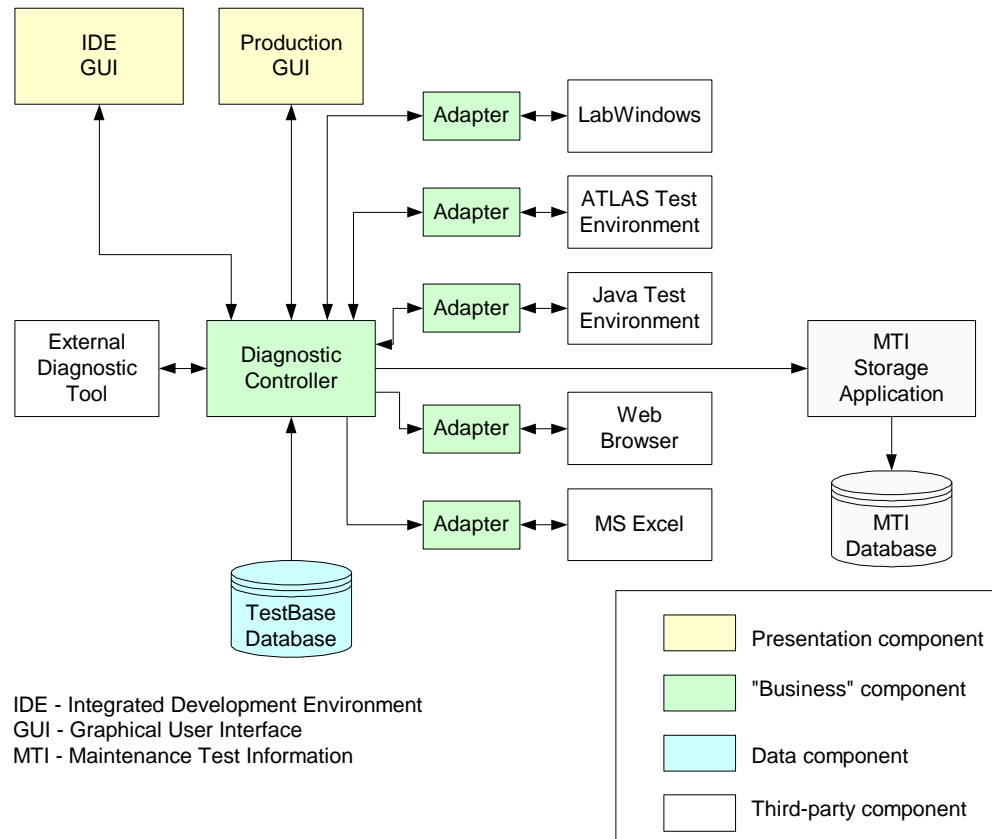 IDE
GUI
Production
GUI
Adapter
LabWindows
Adapter
ATLAS Test
Environment
Adapter
Java Test
Environment
External
Diagnostic
Tool
Diagnostic
Controller
MTI
Storage
Application
Adapter
Web
Browser
Adapter
MS Excel
MTI
Database
TestBase
Database
Presentation component
"Business" component
Data component
Third-party component
IDE - Integrated Development Environment
GUI - Graphical User Interface
MTI - Maintenance Test Information